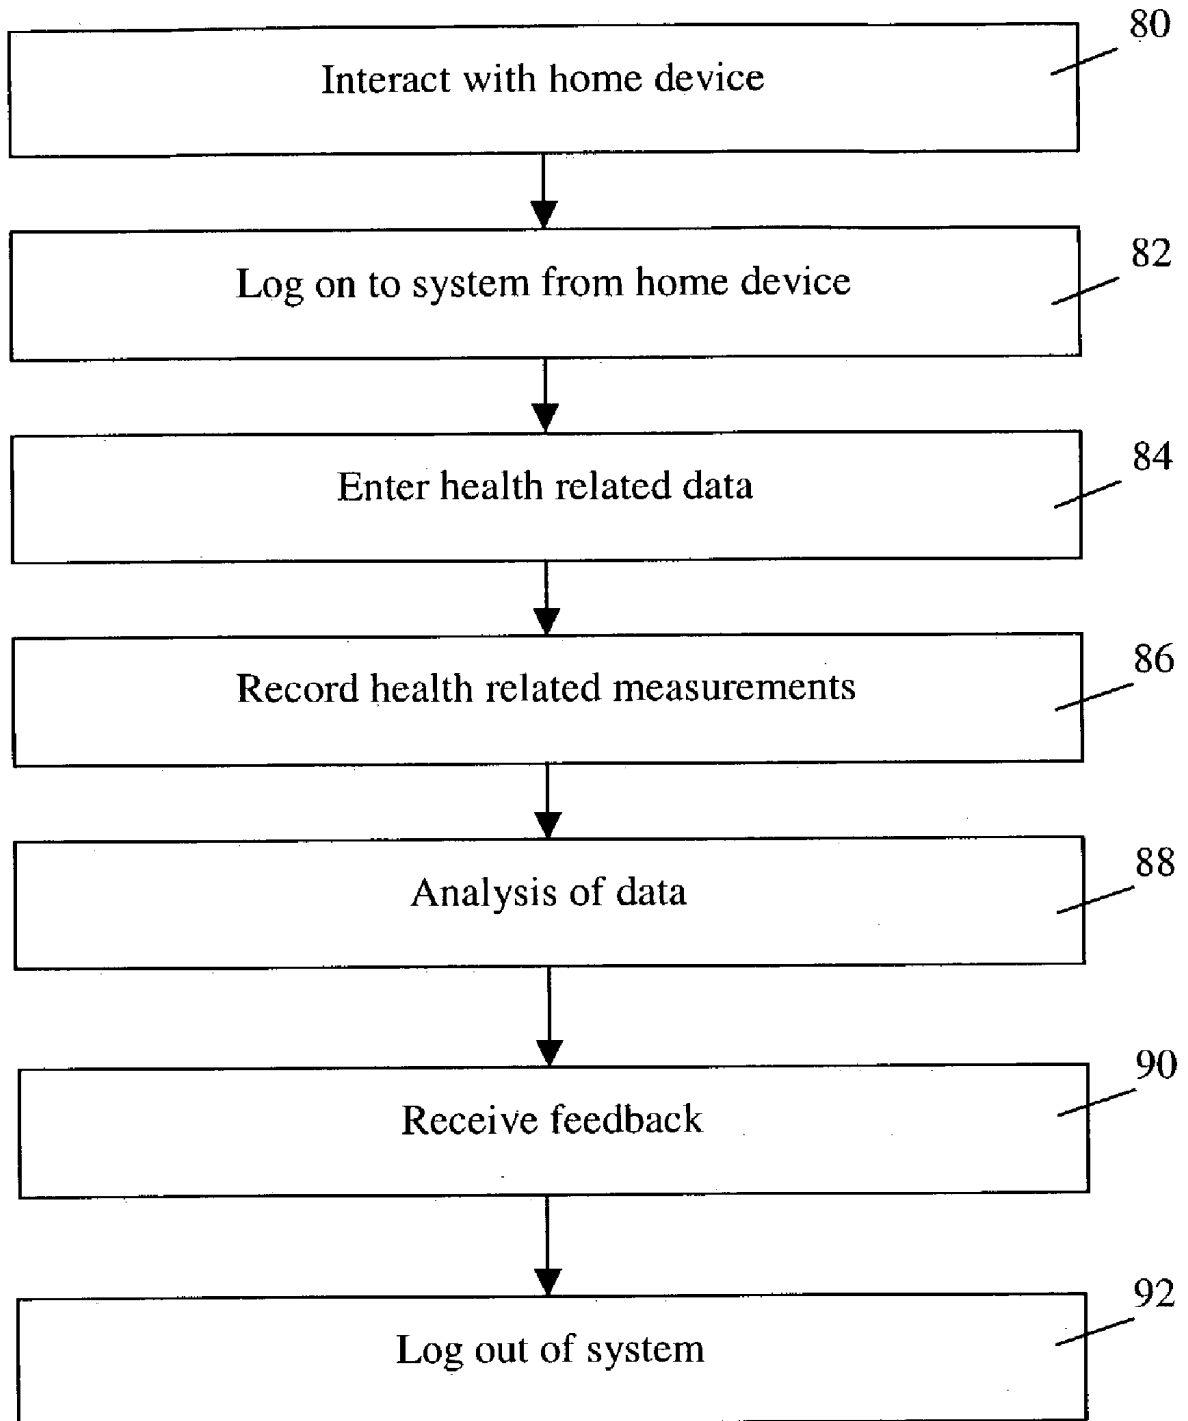 80
Interact with home device
82
Log on to system from home device
84
Enter health related data
86
Record health related measurements
88
Analysis of data
90
Receive feedback
92
Log out of system